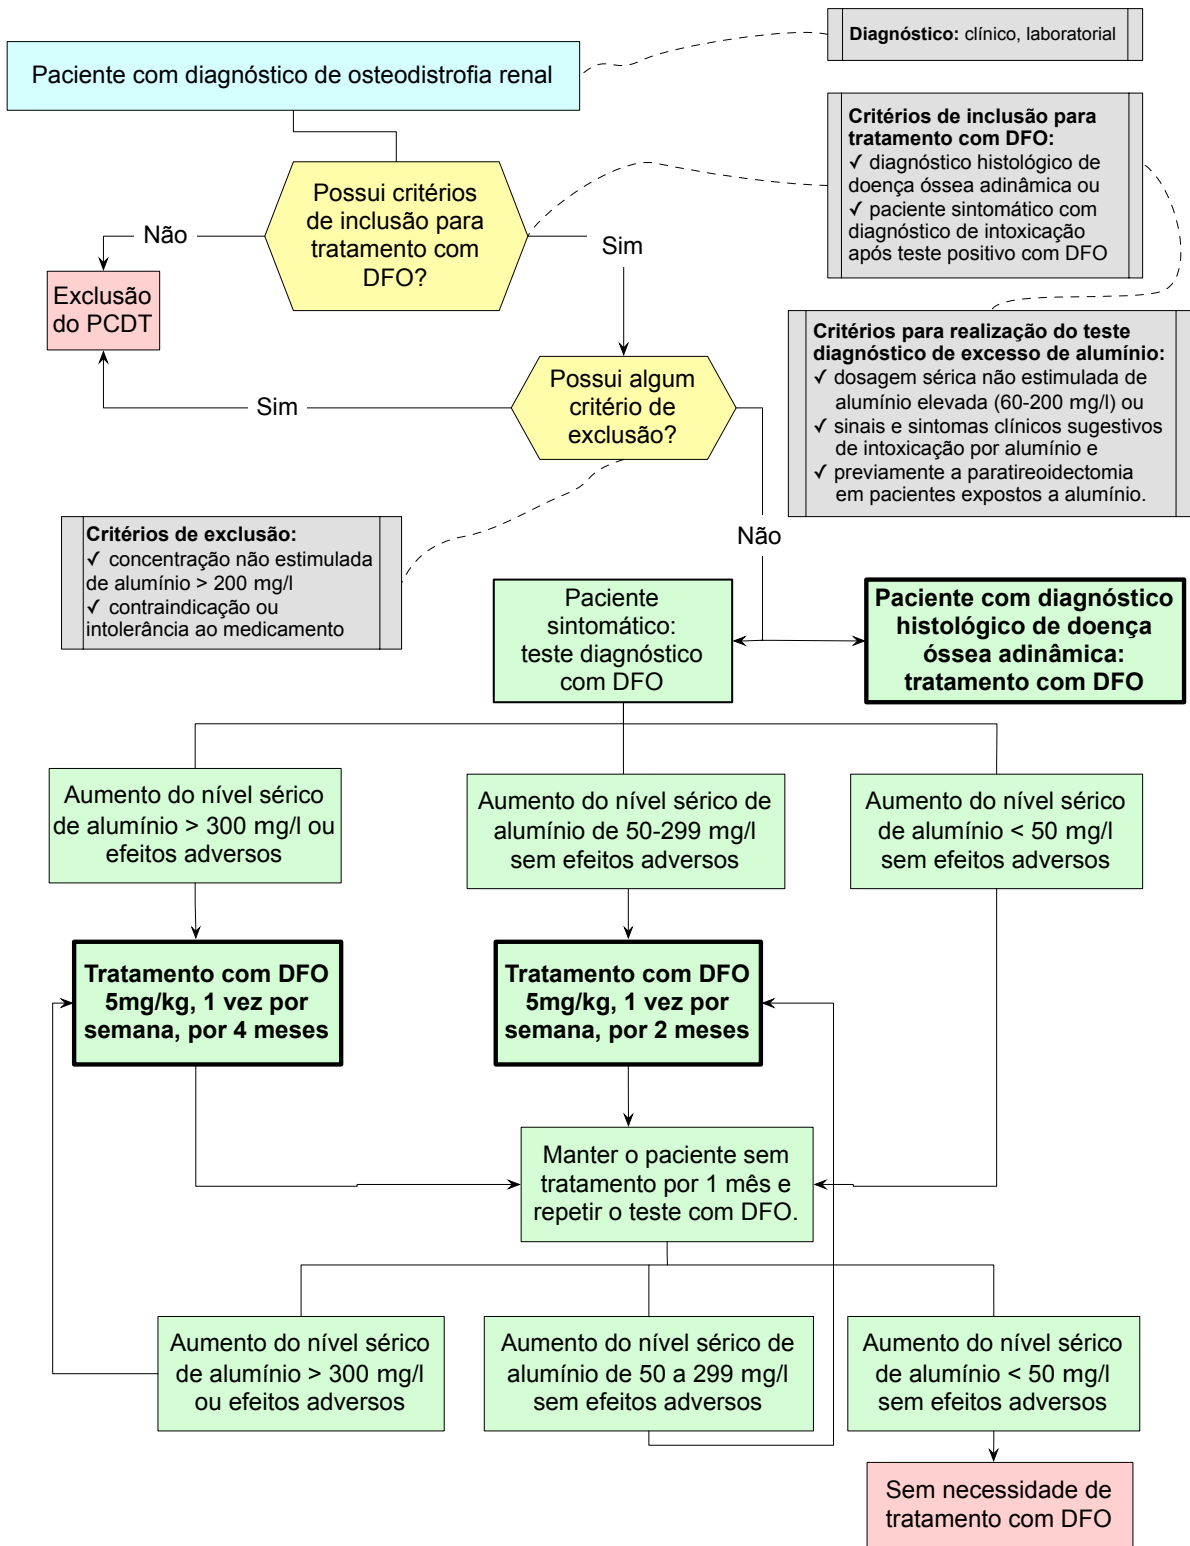 Diagnóstico: clínico, laboratorial
Paciente com diagnóstico de osteodistrofia renal
Critérios de inclusão para
tratamento com DFO:
✓ diagnóstico histológico de
doença óssea adinâmica ou
✓ paciente sintomático com
diagnóstico de intoxicação
após teste positivo com DFO
Possui critérios
de inclusão para
tratamento com
DFO?
Não
Sim
Exclusão
do PCDT
Critérios para realização do teste
diagnóstico de excesso de alumínio:
✓ dosagem sérica não estimulada de
alumínio elevada (60-200 mg/l) ou
✓ sinais e sintomas clínicos sugestivos
de intoxicação por alumínio e
✓ previamente a paratireoidectomia
em pacientes expostos a alumínio.
Possui algum
critério de
exclusão?
Sim
Não
Critérios de exclusão:
✓ concentração não estimulada
de alumínio > 200 mg/l
✓ contraindicação ou
intolerância ao medicamento
Paciente
sintomático:
teste diagnóstico
com DFO
Paciente com diagnóstico
histológico de doença
óssea adinâmica:
tratamento com DFO
Aumento do nível sérico
de alumínio > 300 mg/l ou
efeitos adversos
Aumento do nível sérico de
alumínio de 50-299 mg/l
sem efeitos adversos
Aumento do nível sérico
de alumínio < 50 mg/l
sem efeitos adversos
Tratamento com DFO
5mg/kg, 1 vez por
semana, por 4 meses
Tratamento com DFO
5mg/kg, 1 vez por
semana, por 2 meses
Manter o paciente sem
tratamento por 1 mês e
repetir o teste com DFO.
Aumento do nível sérico
de alumínio > 300 mg/l
ou efeitos adversos
Aumento do nível sérico de
alumínio de 50 a 299 mg/l
sem efeitos adversos
Aumento do nível sérico
de alumínio < 50 mg/l
sem efeitos adversos
Sem necessidade de
tratamento com DFO